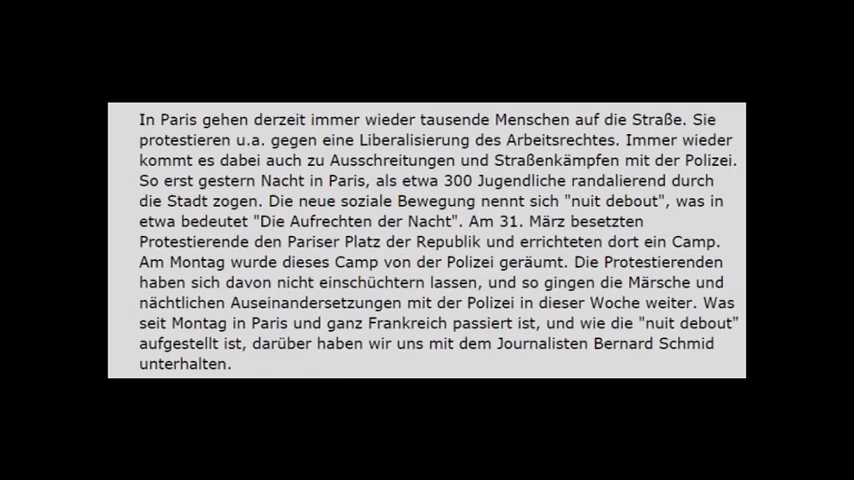 In Paris gehen derzeit immer wieder tausende Menschen auf die Straße. Sie
protestieren u.a. gegen eine Liberalisierung des Arbeitsrechtes. Immer wieder
kommt es dabei auch zu Ausschreitungen und Straßenkämpfen mit der Polizei.
So erst gestern Nacht in Paris, als etwa 300 Jugendliche randalierend durch
die Stadt zogen. Die neue soziale Bewegung nennt sich "nuit debout", was in
etwa bedeutet "Die Aufrechten der Nacht". Am 31. März besetzten
Protestierende den Pariser Platz der Republik und errichteten dort ein Camp.
Am Montag wurde dieses Camp von der Polizei geräumt. Die Protestierenden
haben sich davon nicht einschüchtern lassen, und so gingen die Märsche und
nächtlichen Auseinandersetzungen mit der Polizei in dieser Woche weiter. Was
seit Montag in Paris und ganz Frankreich passiert ist, und wie die "nuit debout"
aufgestellt ist, darüber haben wir uns mit dem Journalisten Bernard Schmid
unterhalten.